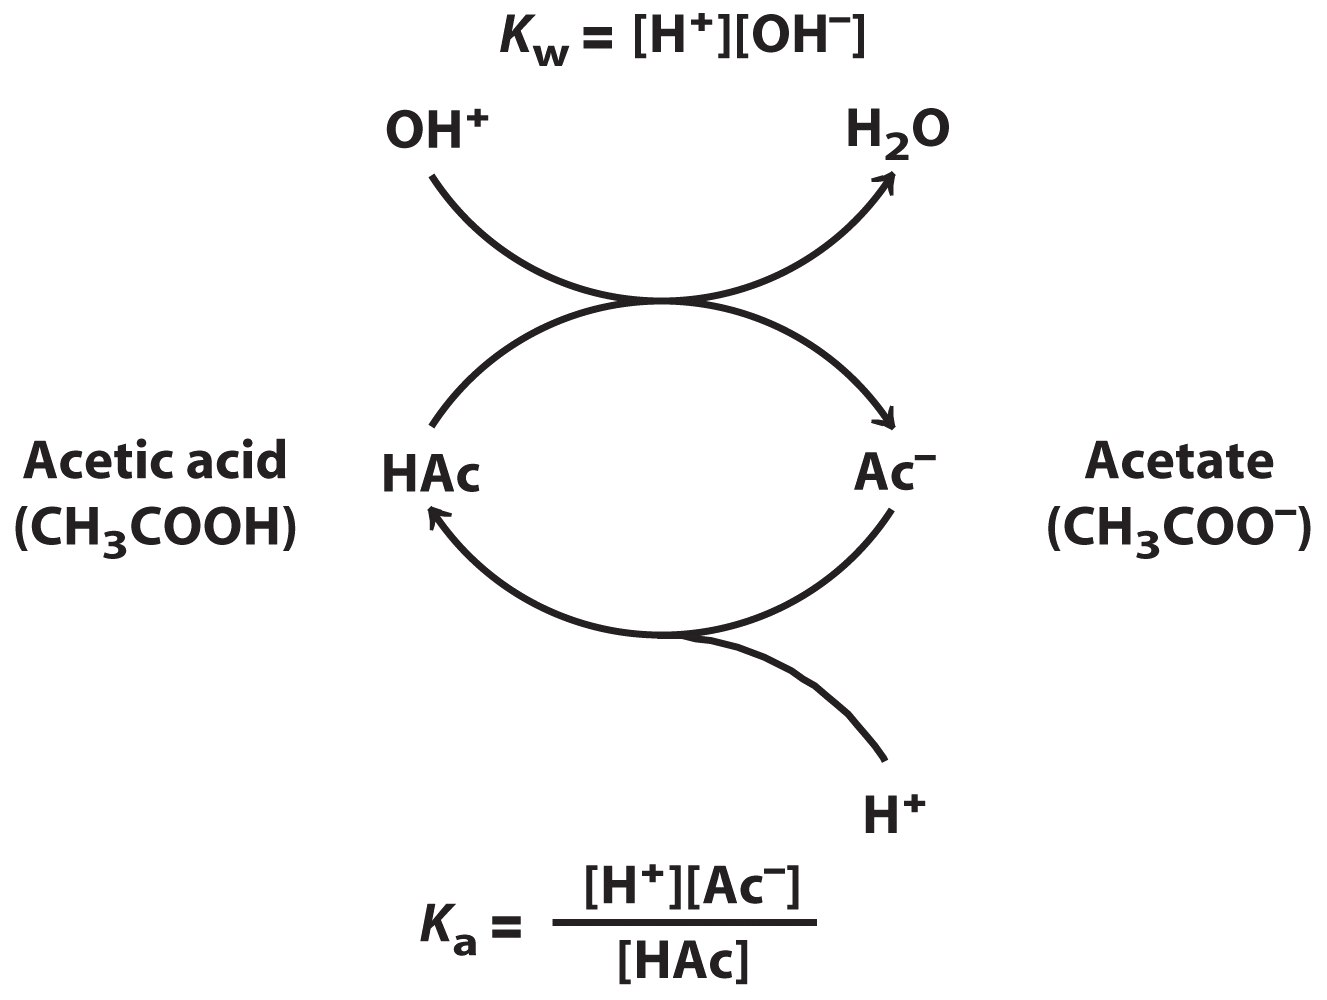 Kw = [H⁺][OH⁻]
OH⁺ H₂O
Acetic acid HAc Ac⁻ Acetate
(CH₃COOH) (CH₃COO⁻)
H⁺
Ka = [H⁺][Ac⁻]
[HAc]